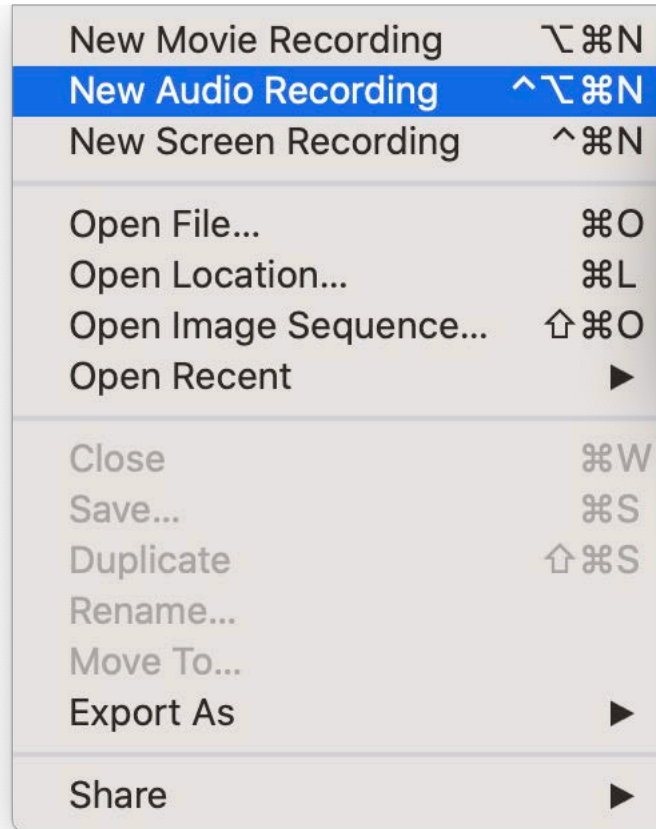 New Movie Recording ⌥⌘N
New Audio Recording ^⌥⌘N
New Screen Recording ^⌘N
Open File... ⌘O
Open Location... ⌘L
Open Image Sequence... ⇧⌘O
Open Recent ▶
Close ⌘W
Save... ⌘S
Duplicate ⇧⌘S
Rename...
Move To...
Export As ▶
Share ▶